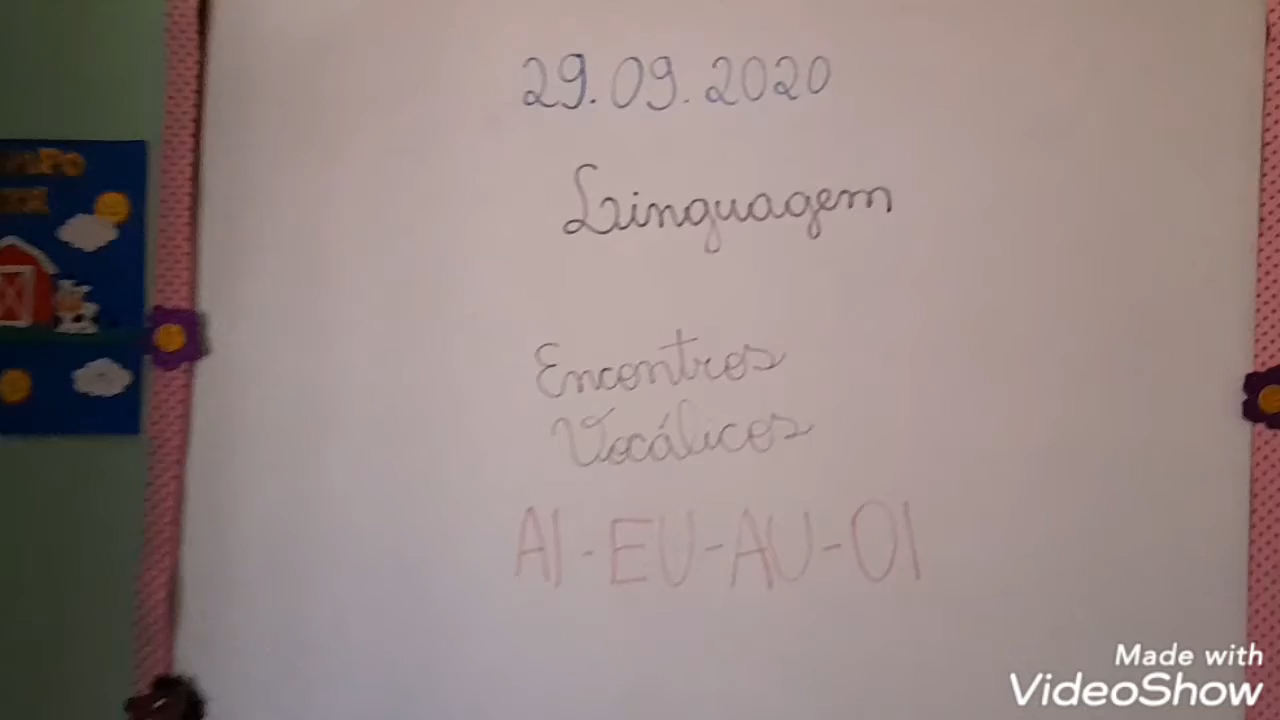 29.09.2020
Linguagem
Encontros
Vocálicos
AI-EU-AU-OI
Made with
VideoShow